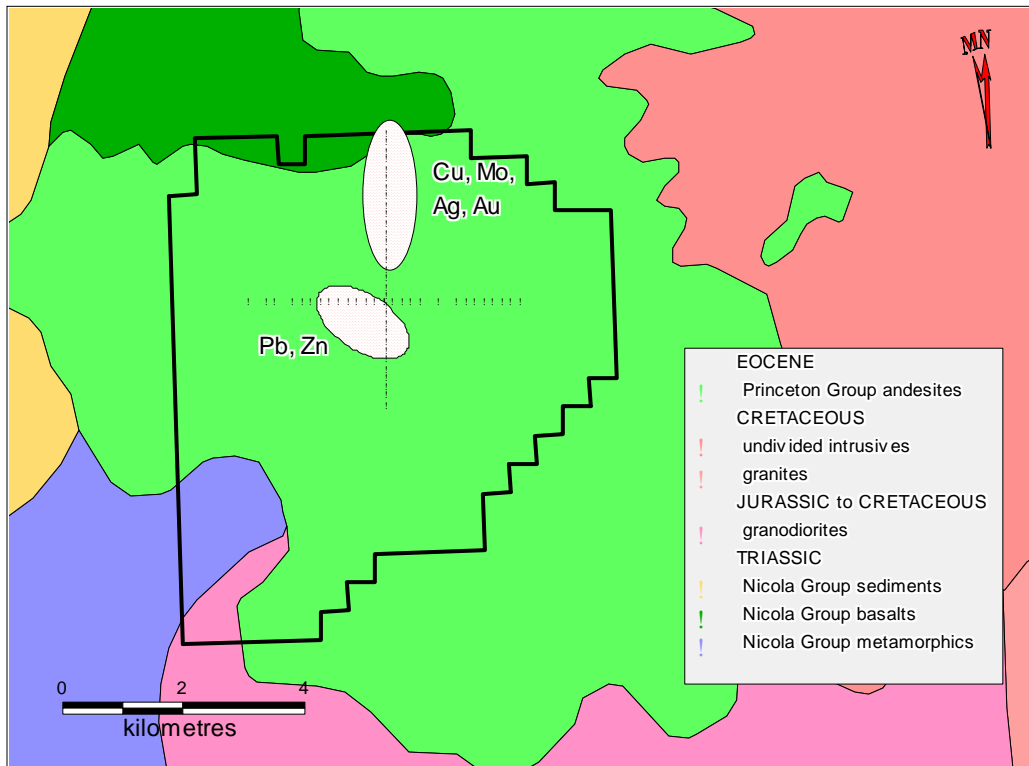 MN
Cu, Mo,
Ag, Au
Pb, Zn
EOCENE
Princeton Group andesites
CRETACEOUS
undivided intrusives
granites
JURASSIC to CRETACEOUS
granodiorites
TRIASSIC
Nicola Group sediments
Nicola Group basalts
Nicola Group metamorphics
0 2 4
kilometres